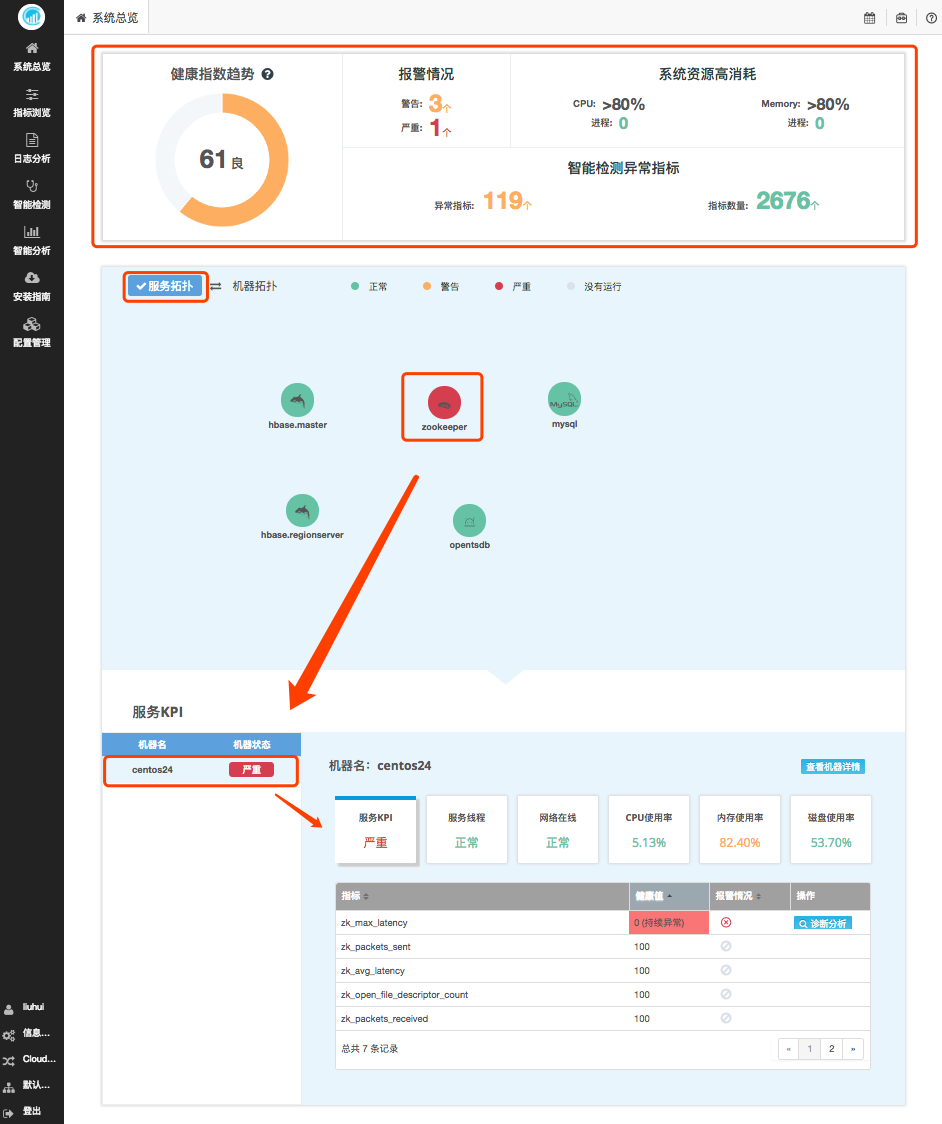 系统总览
系统总览
指标浏览
日志分析
智能检测
智能分析
安装指南
配置管理
liuhui
信息...
Cloud...
默认...
登出
健康指数趋势
61 良
报警情况
警告: 3个
严重: 1个
系统资源高消耗
CPU: >80%
进程: 0
Memory: >80%
进程: 0
智能检测异常指标
异常指标: 119个
指标数量: 2676个
服务拓扑
机器拓扑
正常
警告
严重
没有运行
hbase.master
zookeeper
MySQL
mysql
hbase.regionserver
opentsdb
服务KPI
机器名 机器状态
centos24 严重
机器名: centos24
查看机器详情
服务KPI
严重
服务线程
正常
网络在线
正常
CPU使用率
5.13%
内存使用率
82.40%
磁盘使用率
53.70%
指标 健康值 报警情况 操作
zk_max_latency 0 (持续异常) 诊断分析
zk_packets_sent 100
zk_avg_latency 100
zk_open_file_descriptor_count 100
zk_packets_received 100
总共 7 条记录
« 1 2 »